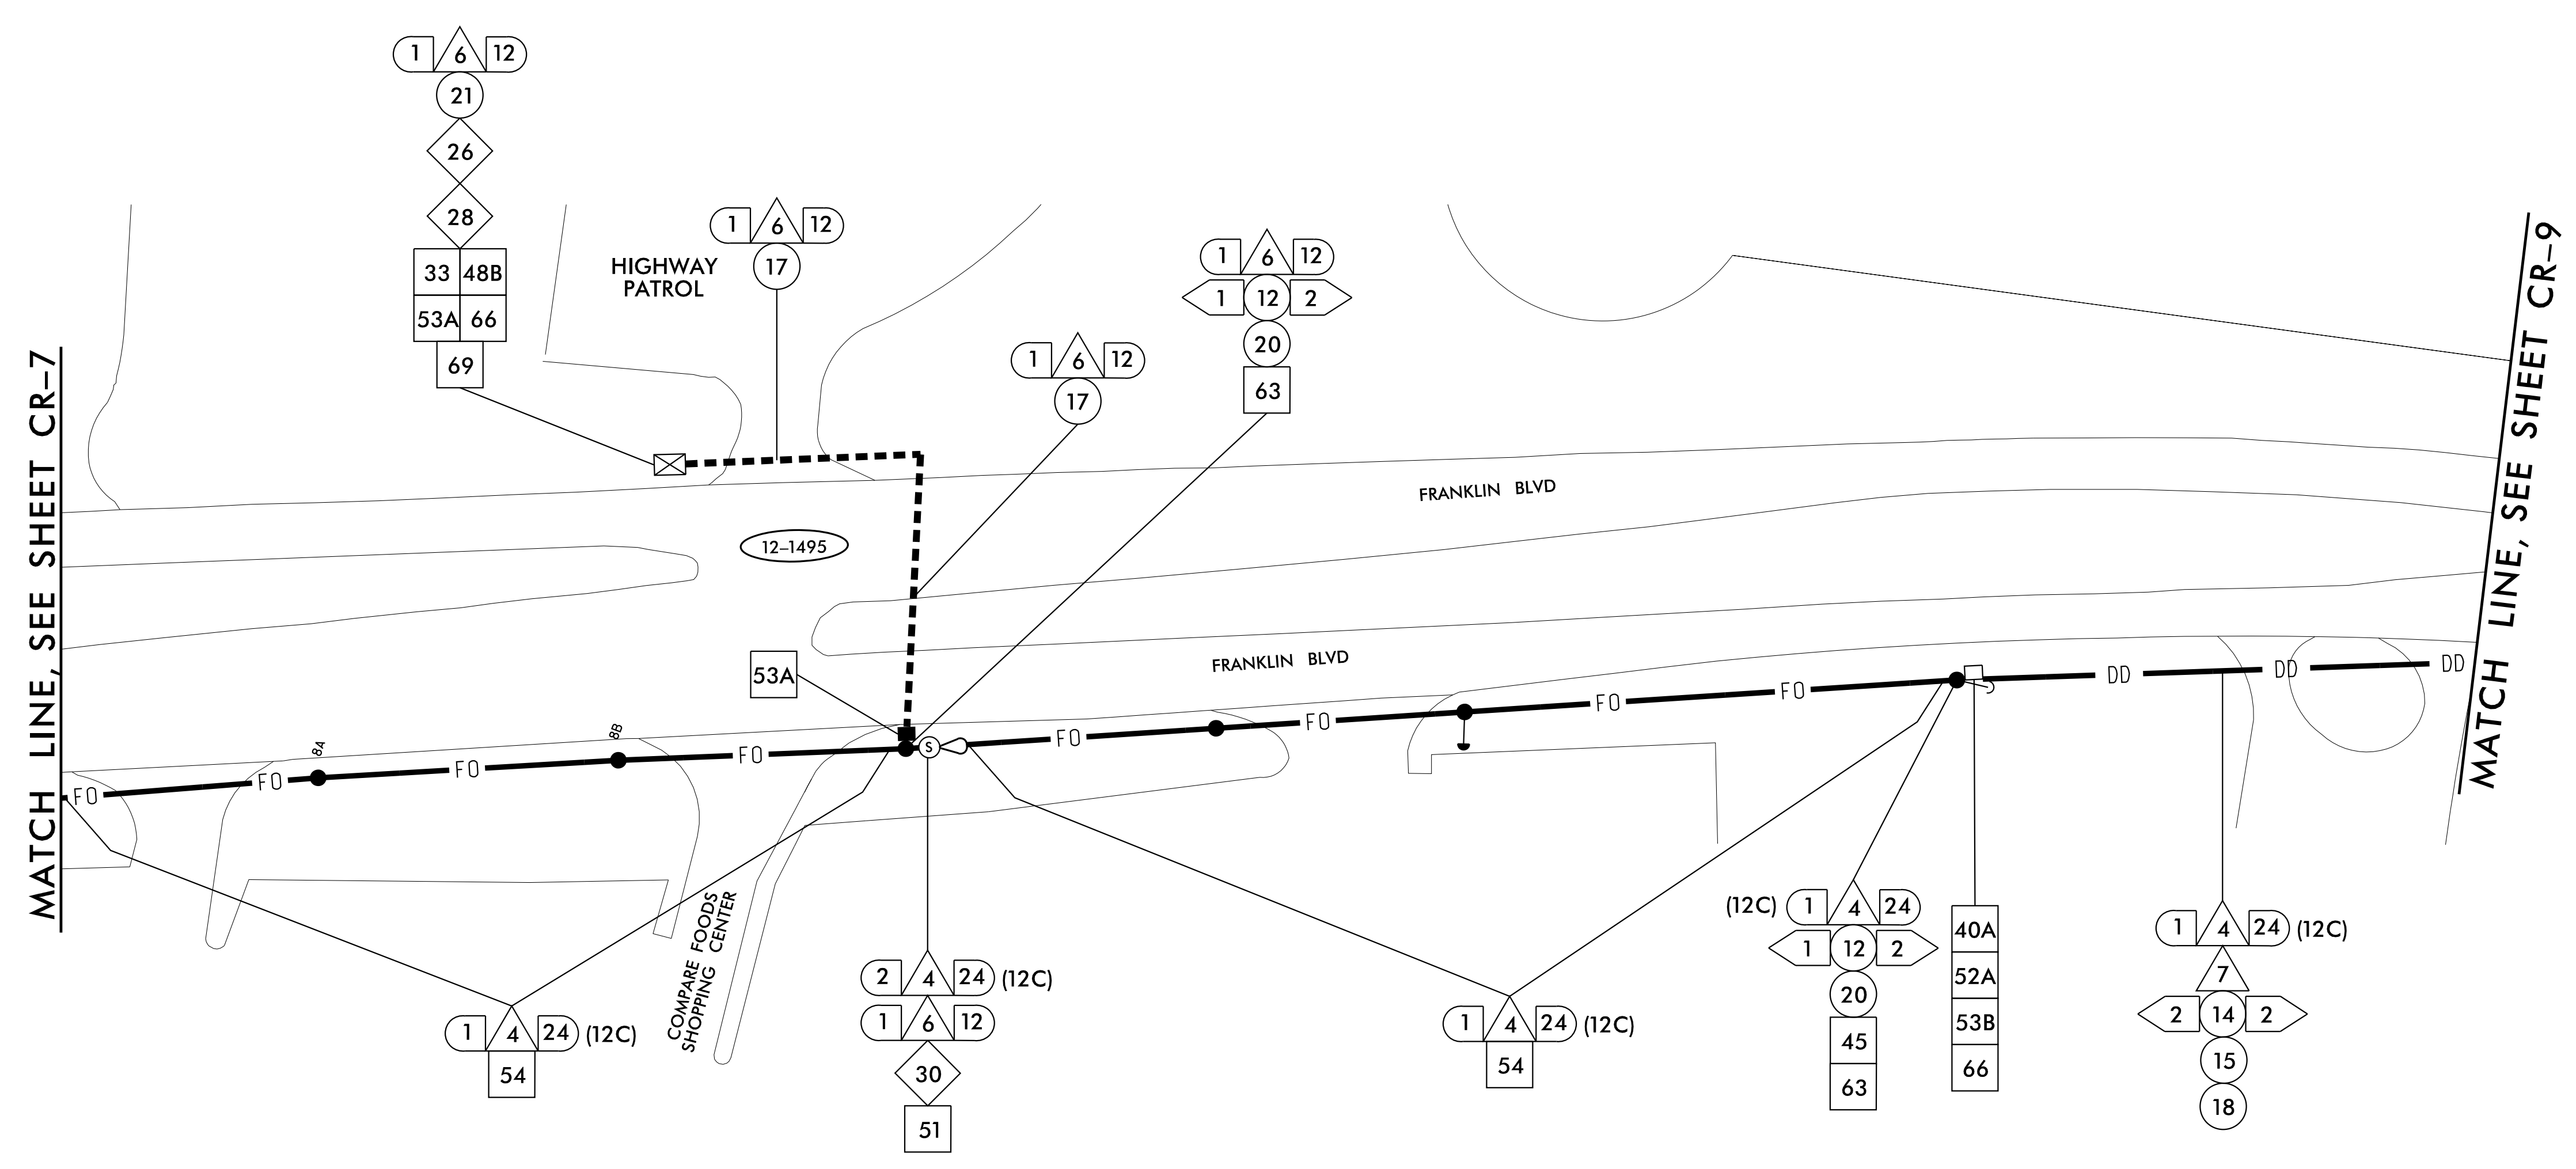 1 6 12
21
26
28
33 48B
53A 66
69
HIGHWAY
PATROL
1 6 12
17
1 6 12
17
1 6 12
1 12 2
20
63
MATCH LINE, SEE SHEET CR–7
MATCH LINE, SEE SHEET CR–9
FRANKLIN BLVD
12–1495
FRANKLIN BLVD
53A
8A
8B
FO FO FO FO S FO FO FO FO DD DD DD
COMPARE FOODS
SHOPPING CENTER
1 4 24 (12C)
54
2 4 24 (12C)
1 6 12
30
51
1 4 24 (12C)
54
(12C) 1 4 24
1 12 2
20
45
63
40A
52A
53B
66
1 4 24 (12C)
7
2 14 2
15
18